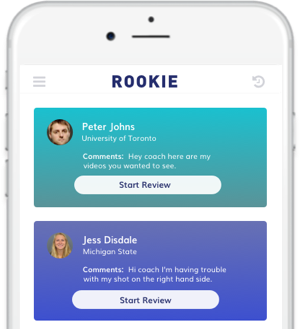 ROOKIE
Peter Johns
University of Toronto
Comments: Hey coach here are my
videos you wanted to see.
Start Review
Jess Disdale
Michigan State
Comments: Hi coach I'm having trouble
with my shot on the right hand side.
Start Review